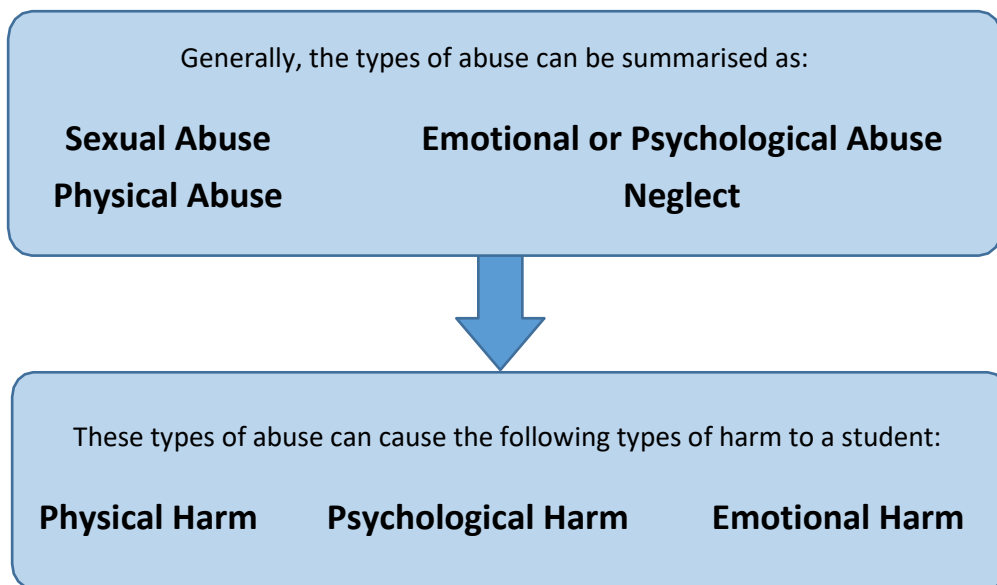 Generally, the types of abuse can be summarised as:
Sexual Abuse Emotional or Psychological Abuse
Physical Abuse Neglect
These types of abuse can cause the following types of harm to a student:
Physical Harm Psychological Harm Emotional Harm